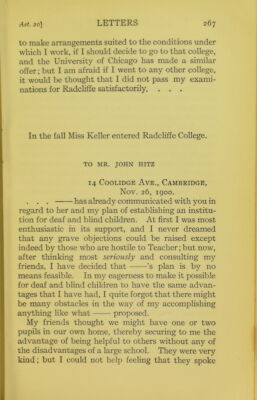 Aet. 20] LETTERS 267
to make arrangements suited to the conditions under
which I work, if I should decide to go to that college,
and the University of Chicago has made a similar
offer; but I am afraid if I went to any other college,
it would be thought that I did not pass my exami-
nations for Radcliffe satisfactorily. . . .
In the fall Miss Keller entered Radcliffe College.
TO MR. JOHN HITZ
14 COOLIDGE AVE., CAMBRIDGE,
Nov. 26, 1900.
. . . —— has already communicated with you in
regard to her and my plan of establishing an institu-
tion for deaf and blind children. At first I was most
enthusiastic in its support, and I never dreamed
that any grave objections could be raised except
indeed by those who are hostile to Teacher; but now,
after thinking most seriously and consulting my
friends, I have decided that ——'s plan is by no
means feasible. In my eagerness to make it possible
for deaf and blind children to have the same advan-
tages that I have had, I quite forgot that there might
be many obstacles in the way of my accomplishing
anything like what —— proposed.
My friends thought we might have one or two
pupils in our own home, thereby securing to me the
advantage of being helpful to others without any of
the disadvantages of a large school. They were very
kind; but I could not help feeling that they spoke